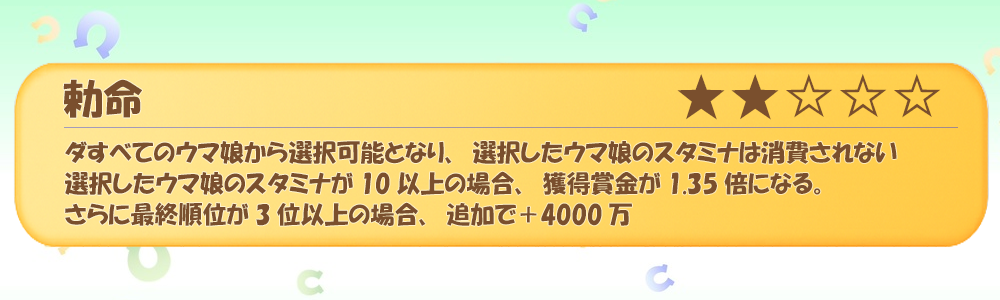 勅命 ★★☆☆☆
ダすべてのウマ娘から選択可能となり、選択したウマ娘のスタミナは消費されない
選択したウマ娘のスタミナが 10 以上の場合、獲得賞金が 1.35 倍になる。
さらに最終順位が 3 位以上の場合、追加で+4000 万